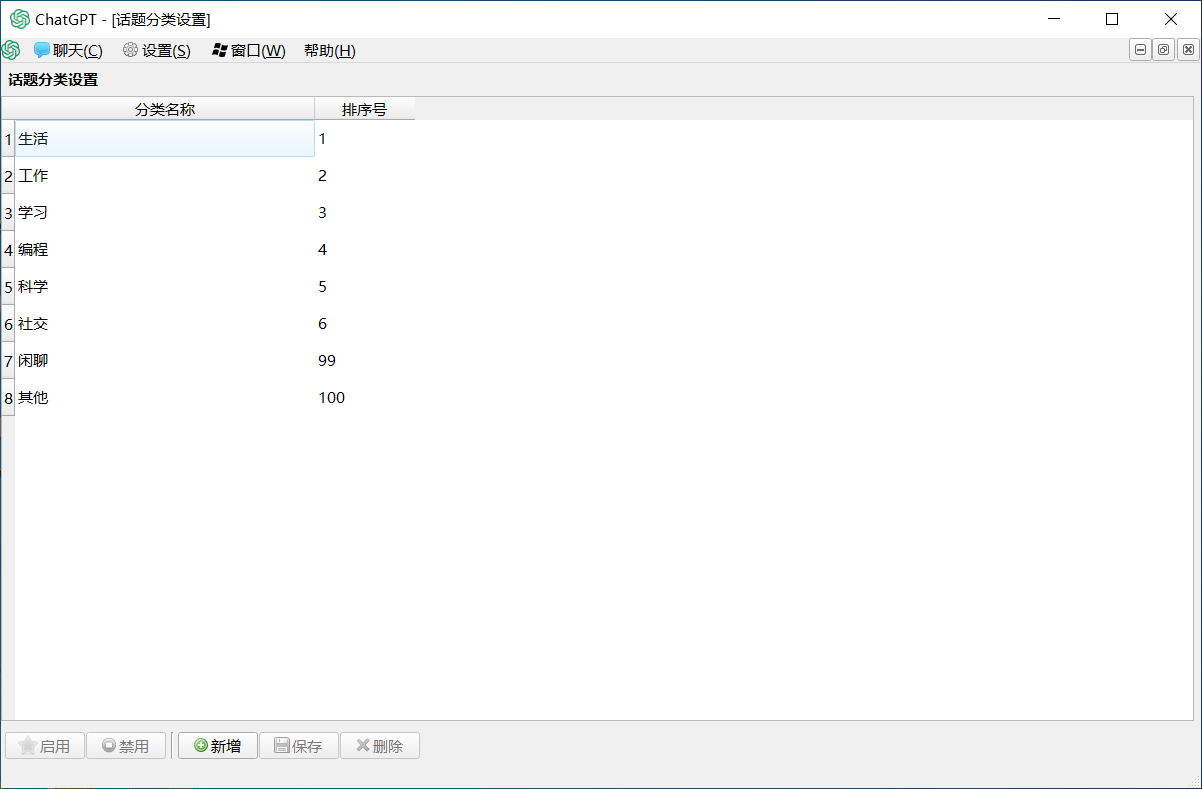 ChatGPT - [话题分类设置]
聊天(C) 设置(S) 窗口(W) 帮助(H)
话题分类设置
分类名称 排序号
1 生活 1
2 工作 2
3 学习 3
4 编程 4
5 科学 5
6 社交 6
7 闲聊 99
8 其他 100
启用 禁用 新增 保存 删除